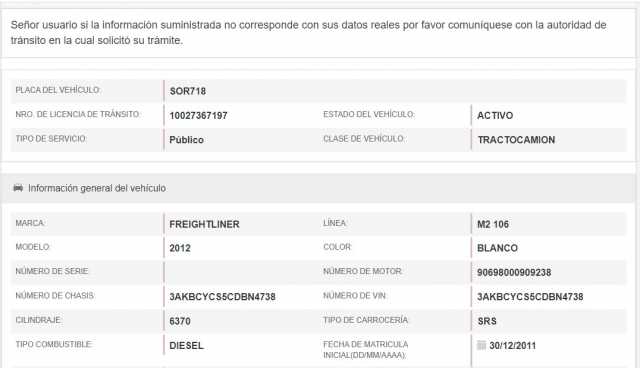 Señor usuario si la información suministrada no corresponde con sus datos reales por favor comuníquese con la autoridad de
tránsito en la cual solicitó su trámite.
PLACA DEL VEHÍCULO: SOR718
NRO. DE LICENCIA DE TRÁNSITO: 10027367197 ESTADO DEL VEHÍCULO: ACTIVO
TIPO DE SERVICIO: Público CLASE DE VEHÍCULO: TRACTOCAMION
Información general del vehículo
MARCA: FREIGHTLINER LÍNEA: M2 106
MODELO: 2012 COLOR: BLANCO
NÚMERO DE SERIE: NÚMERO DE MOTOR: 90698000909238
NÚMERO DE CHASIS: 3AKBCYCS5CDBN4738 NÚMERO DE VIN: 3AKBCYCS5CDBN4738
CILINDRAJE: 6370 TIPO DE CARROCERÍA: SRS
TIPO COMBUSTIBLE: DIESEL FECHA DE MATRICULA 30/12/2011
INICIAL(DD/MM/AAAA):